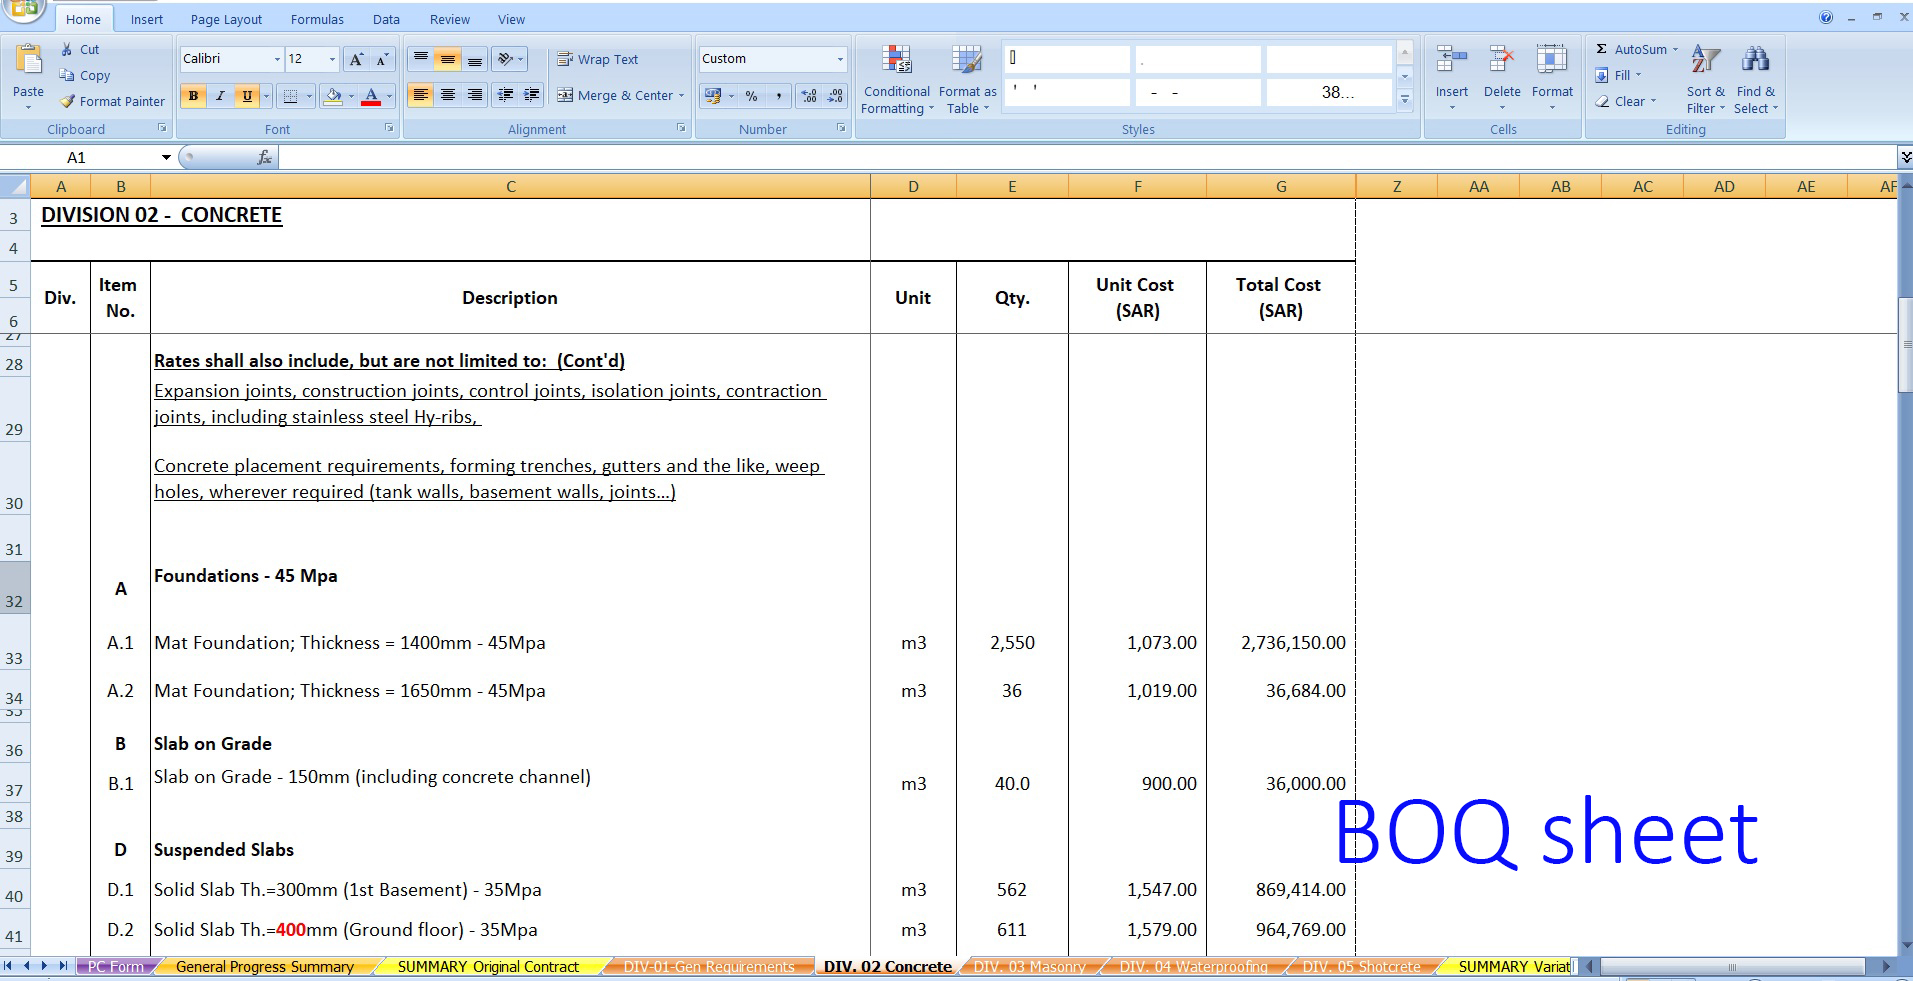 Home Insert Page Layout Formulas Data Review View
Cut
Copy
Format Painter
Paste
Clipboard
Calibri 12 A A
B I U A
Font
Wrap Text
Merge & Center
Alignment
Custom
% ,
Number
Conditional Formatting
Format as Table
' ' - - 38...
Styles
Insert Delete Format
Cells
Σ AutoSum
Fill
Clear
Sort & Filter
Find & Select
Editing
A1 fx
A B C D E F G Z AA AB AC AD AE AF
3 DIVISION 02 - CONCRETE
4
5 Div. Item No. Description Unit Qty. Unit Cost (SAR) Total Cost (SAR)
6
27
28 Rates shall also include, but are not limited to: (Cont'd)
Expansion joints, construction joints, control joints, isolation joints, contraction
29 joints, including stainless steel Hy-ribs,
Concrete placement requirements, forming trenches, gutters and the like, weep
30 holes, wherever required (tank walls, basement walls, joints...)
31
32 A Foundations - 45 Mpa
33 A.1 Mat Foundation; Thickness = 1400mm - 45Mpa m3 2,550 1,073.00 2,736,150.00
34 A.2 Mat Foundation; Thickness = 1650mm - 45Mpa m3 36 1,019.00 36,684.00
35
36 B Slab on Grade
37 B.1 Slab on Grade - 150mm (including concrete channel) m3 40.0 900.00 36,000.00
38
BOQ sheet
39 D Suspended Slabs
40 D.1 Solid Slab Th.=300mm (1st Basement) - 35Mpa m3 562 1,547.00 869,414.00
41 D.2 Solid Slab Th.=400mm (Ground floor) - 35Mpa m3 611 1,579.00 964,769.00
PC Form General Progress Summary SUMMARY Original Contract DIV-01-Gen Requirements DIV. 02 Concrete DIV. 03 Masonry DIV. 04 Waterproofing DIV. 05 Shotcrete SUMMARY Variat